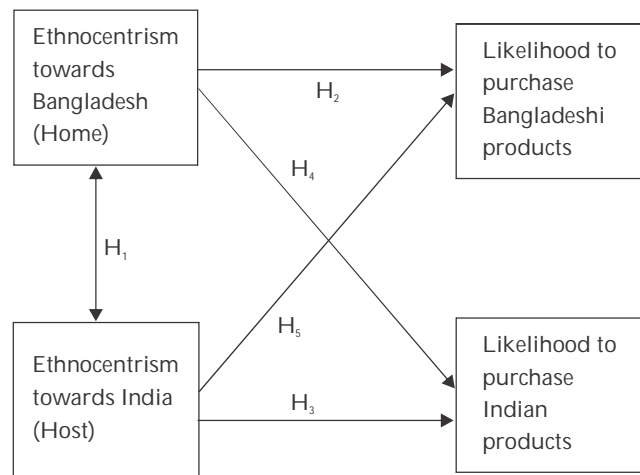 Ethnocentrism
towards
Bangladesh
(Home)
H₂
Likelihood to
purchase
Bangladeshi
products
H₄
H₁
H₅
Ethnocentrism
towards India
(Host)
H₃
Likelihood to
purchase
Indian
products